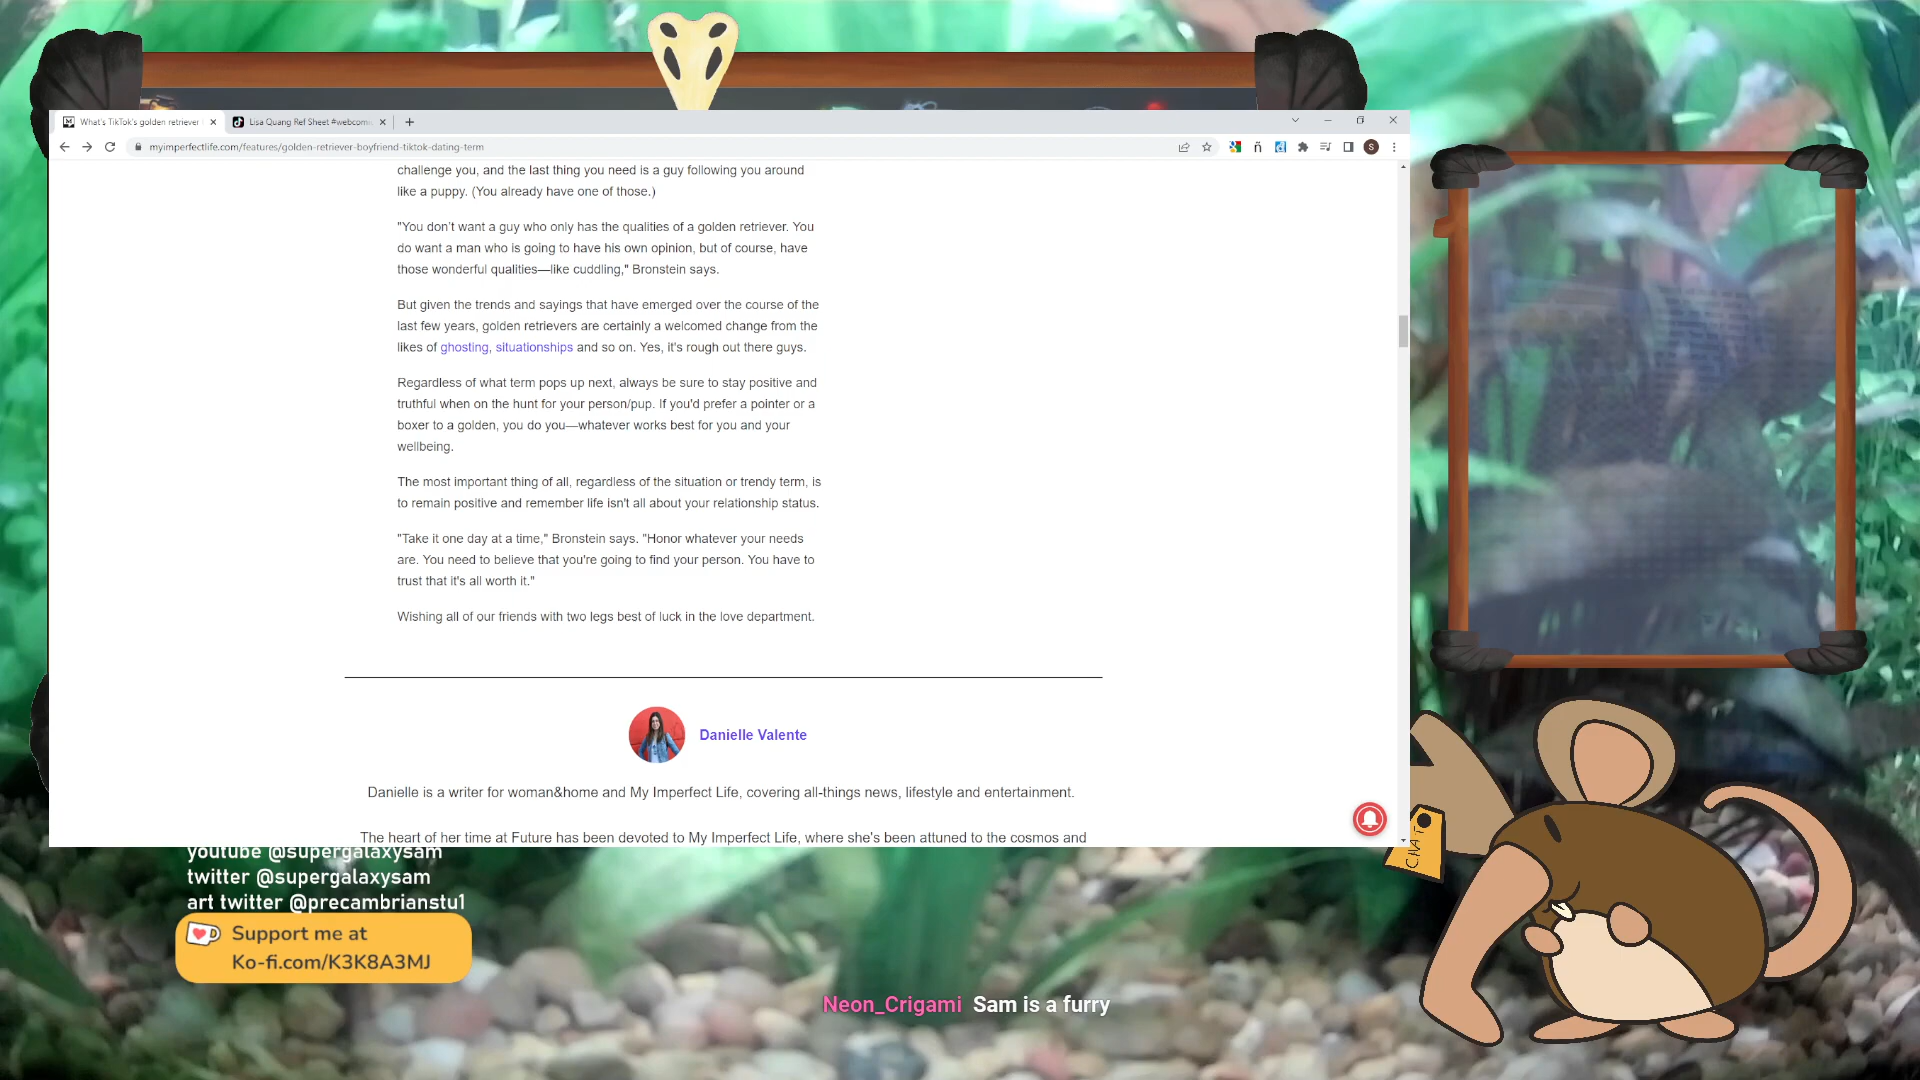 What's TikTok's golden retriever
Lisa Quang Ref Sheet #webcomi
myimperfectlife.com/features/golden-retriever-boyfriend-tiktok-dating-term
S
challenge you, and the last thing you need is a guy following you around
like a puppy. (You already have one of those.)
"You don't want a guy who only has the qualities of a golden retriever. You
do want a man who is going to have his own opinion, but of course, have
those wonderful qualities—like cuddling," Bronstein says.
But given the trends and sayings that have emerged over the course of the
last few years, golden retrievers are certainly a welcomed change from the
likes of ghosting, situationships and so on. Yes, it's rough out there guys.
Regardless of what term pops up next, always be sure to stay positive and
truthful when on the hunt for your person/pup. If you'd prefer a pointer or a
boxer to a golden, you do you—whatever works best for you and your
wellbeing.
The most important thing of all, regardless of the situation or trendy term, is
to remain positive and remember life isn't all about your relationship status.
"Take it one day at a time," Bronstein says. "Honor whatever your needs
are. You need to believe that you're going to find your person. You have to
trust that it's all worth it."
Wishing all of our friends with two legs best of luck in the love department.
Danielle Valente
Danielle is a writer for woman&home and My Imperfect Life, covering all-things news, lifestyle and entertainment.
The heart of her time at Future has been devoted to My Imperfect Life, where she's been attuned to the cosmos and
CHAT
youtube @supergalaxysam
twitter @supergalaxysam
art twitter @precambrianstu1
Support me at
Ko-fi.com/K3K8A3MJ
Neon_Crigami Sam is a furry